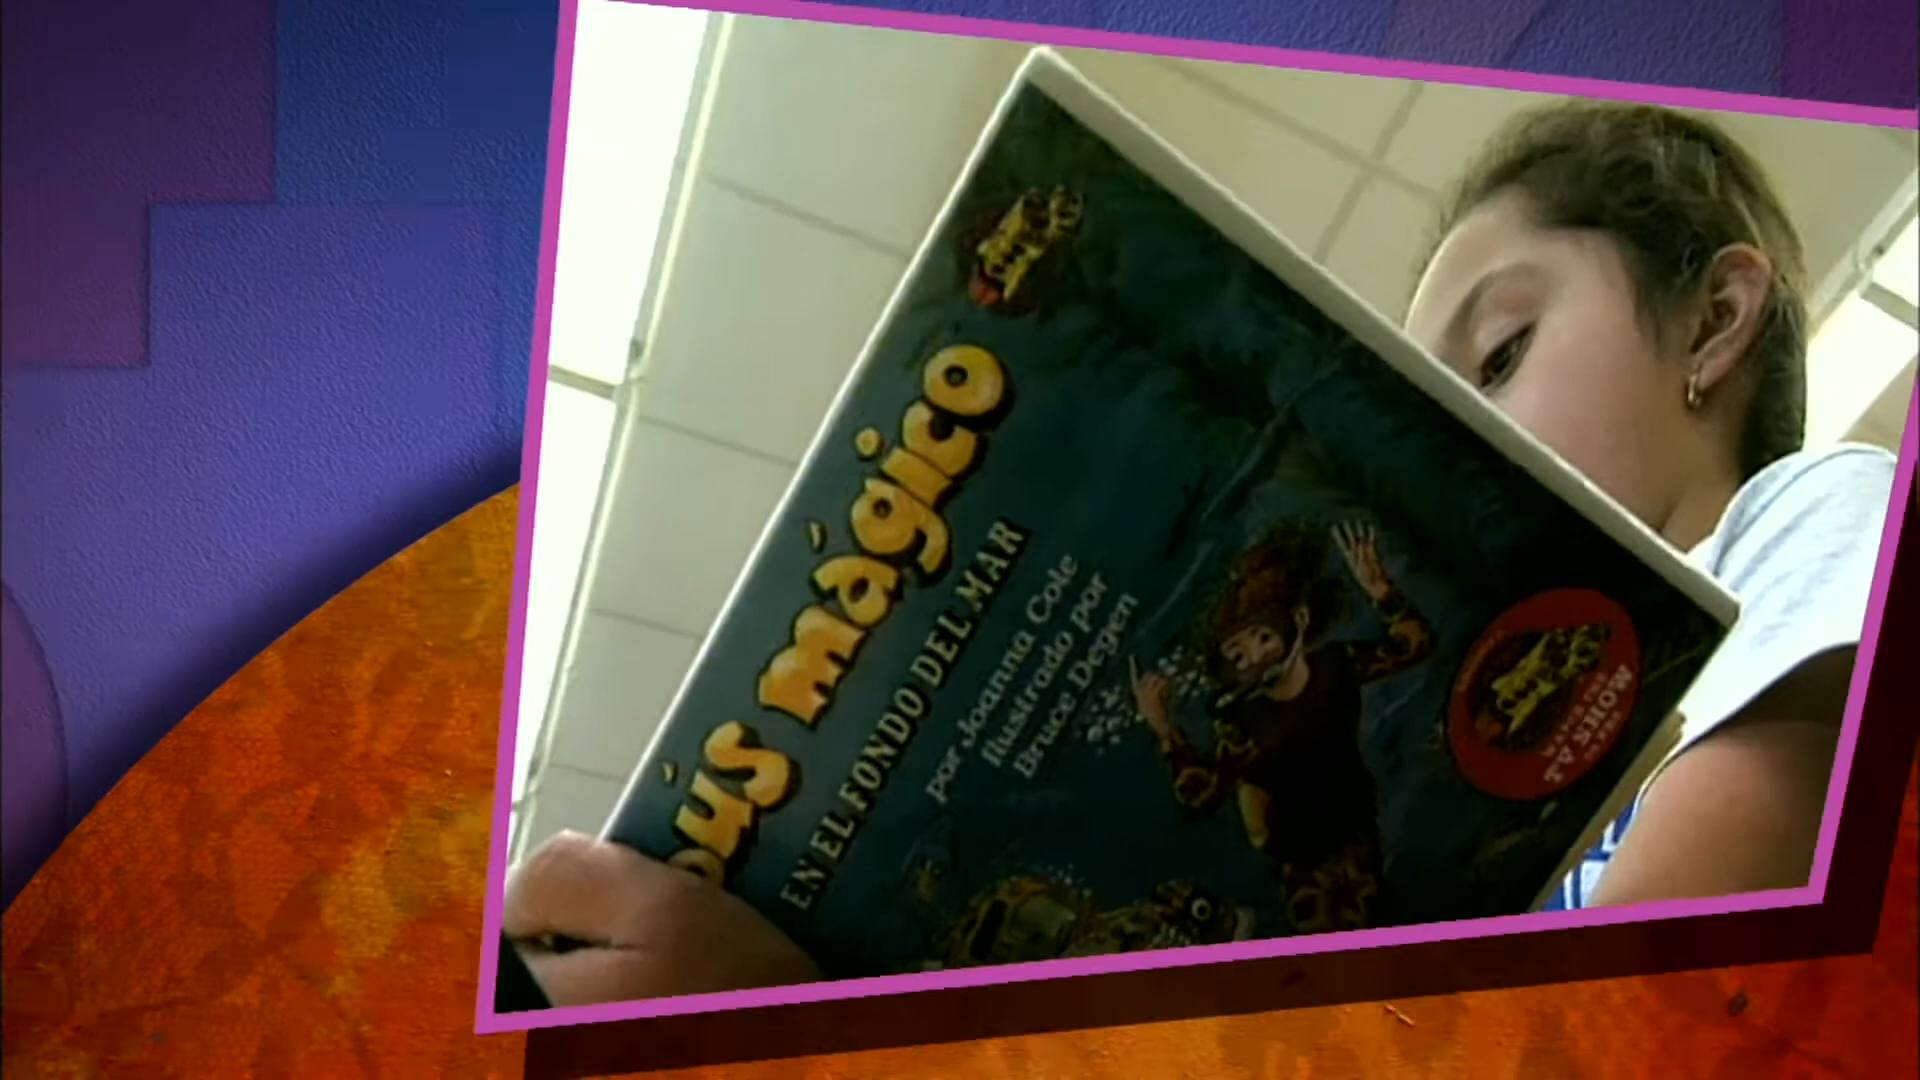 bús mágico
EN EL FONDO DEL MAR
por Joanna Cole
Ilustrado por
Bruce Degen
TV SHOW